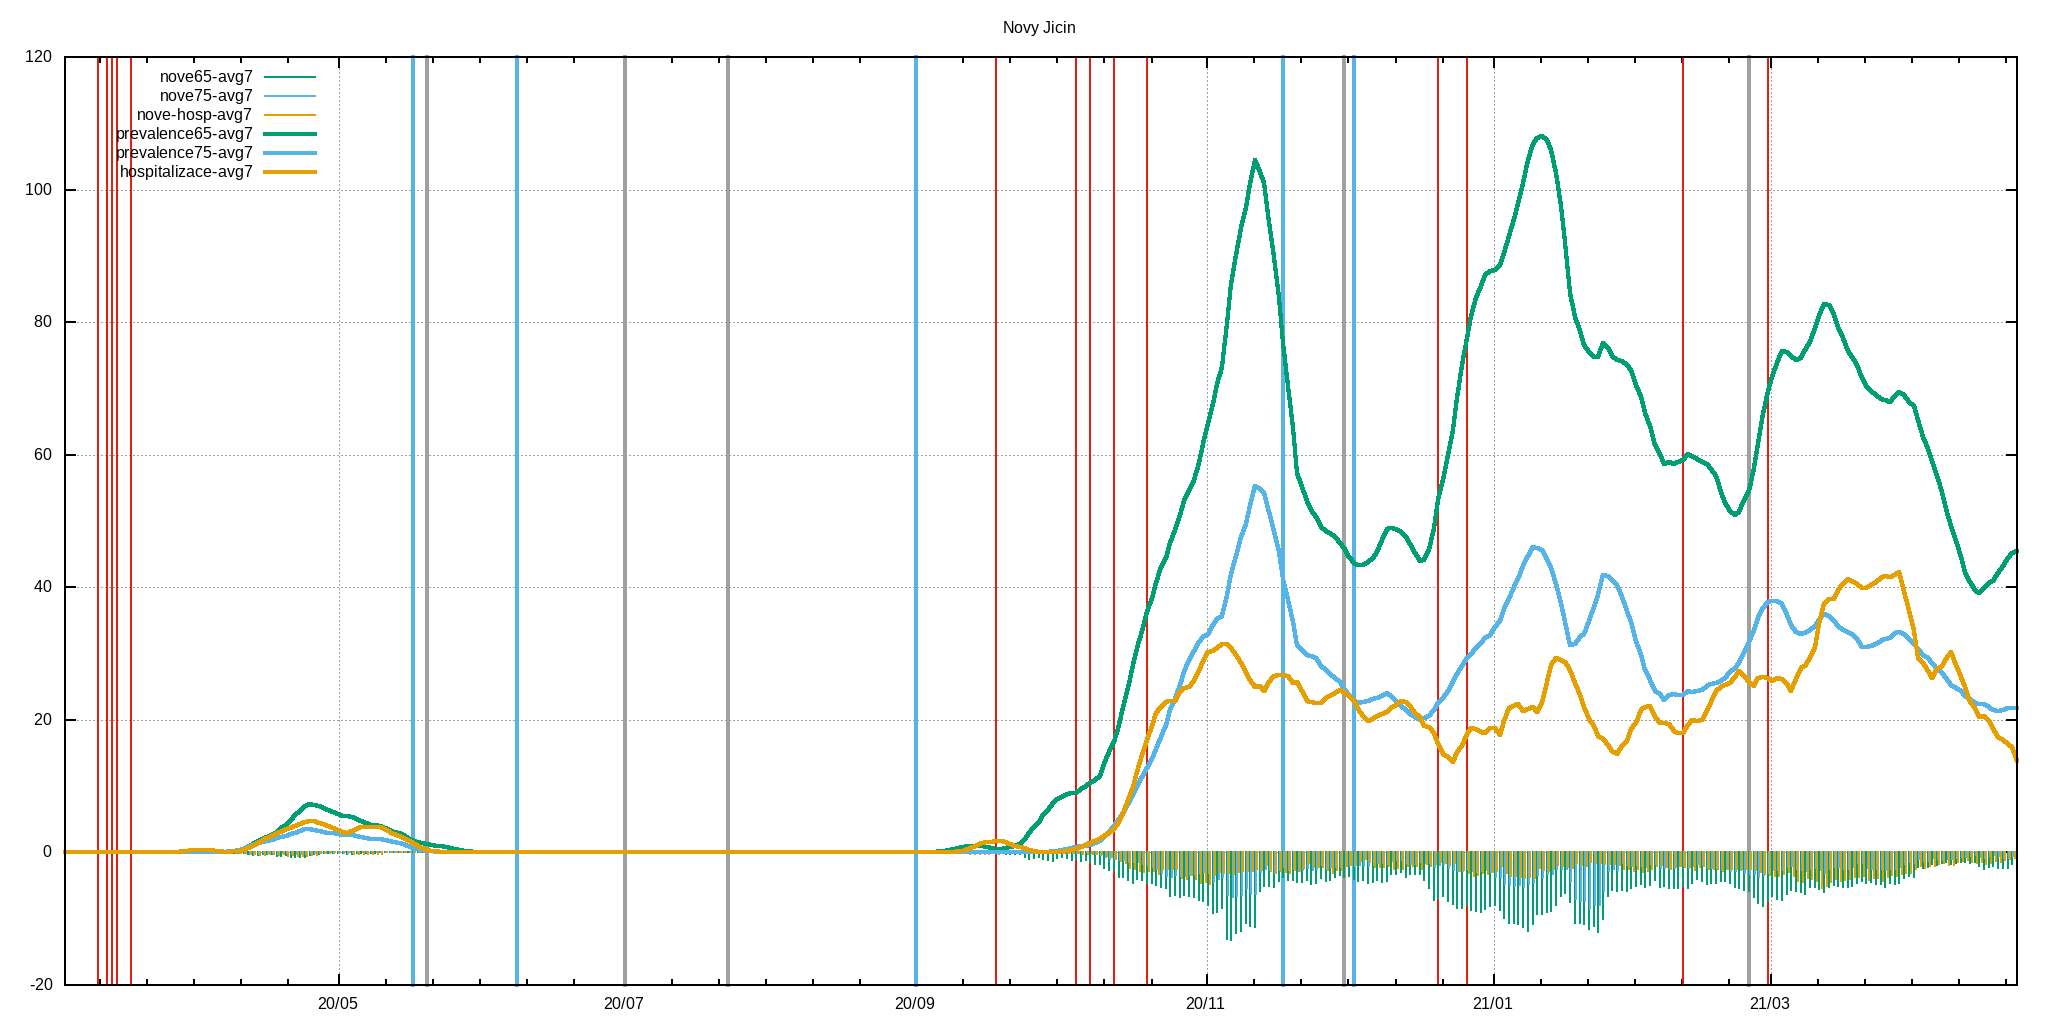 Novy Jicin
120
100
80
60
40
20
0
-20
nove65-avg7
nove75-avg7
nove-hosp-avg7
prevalence65-avg7
prevalence75-avg7
hospitalizace-avg7
20/05
20/07
20/09
20/11
21/01
21/03